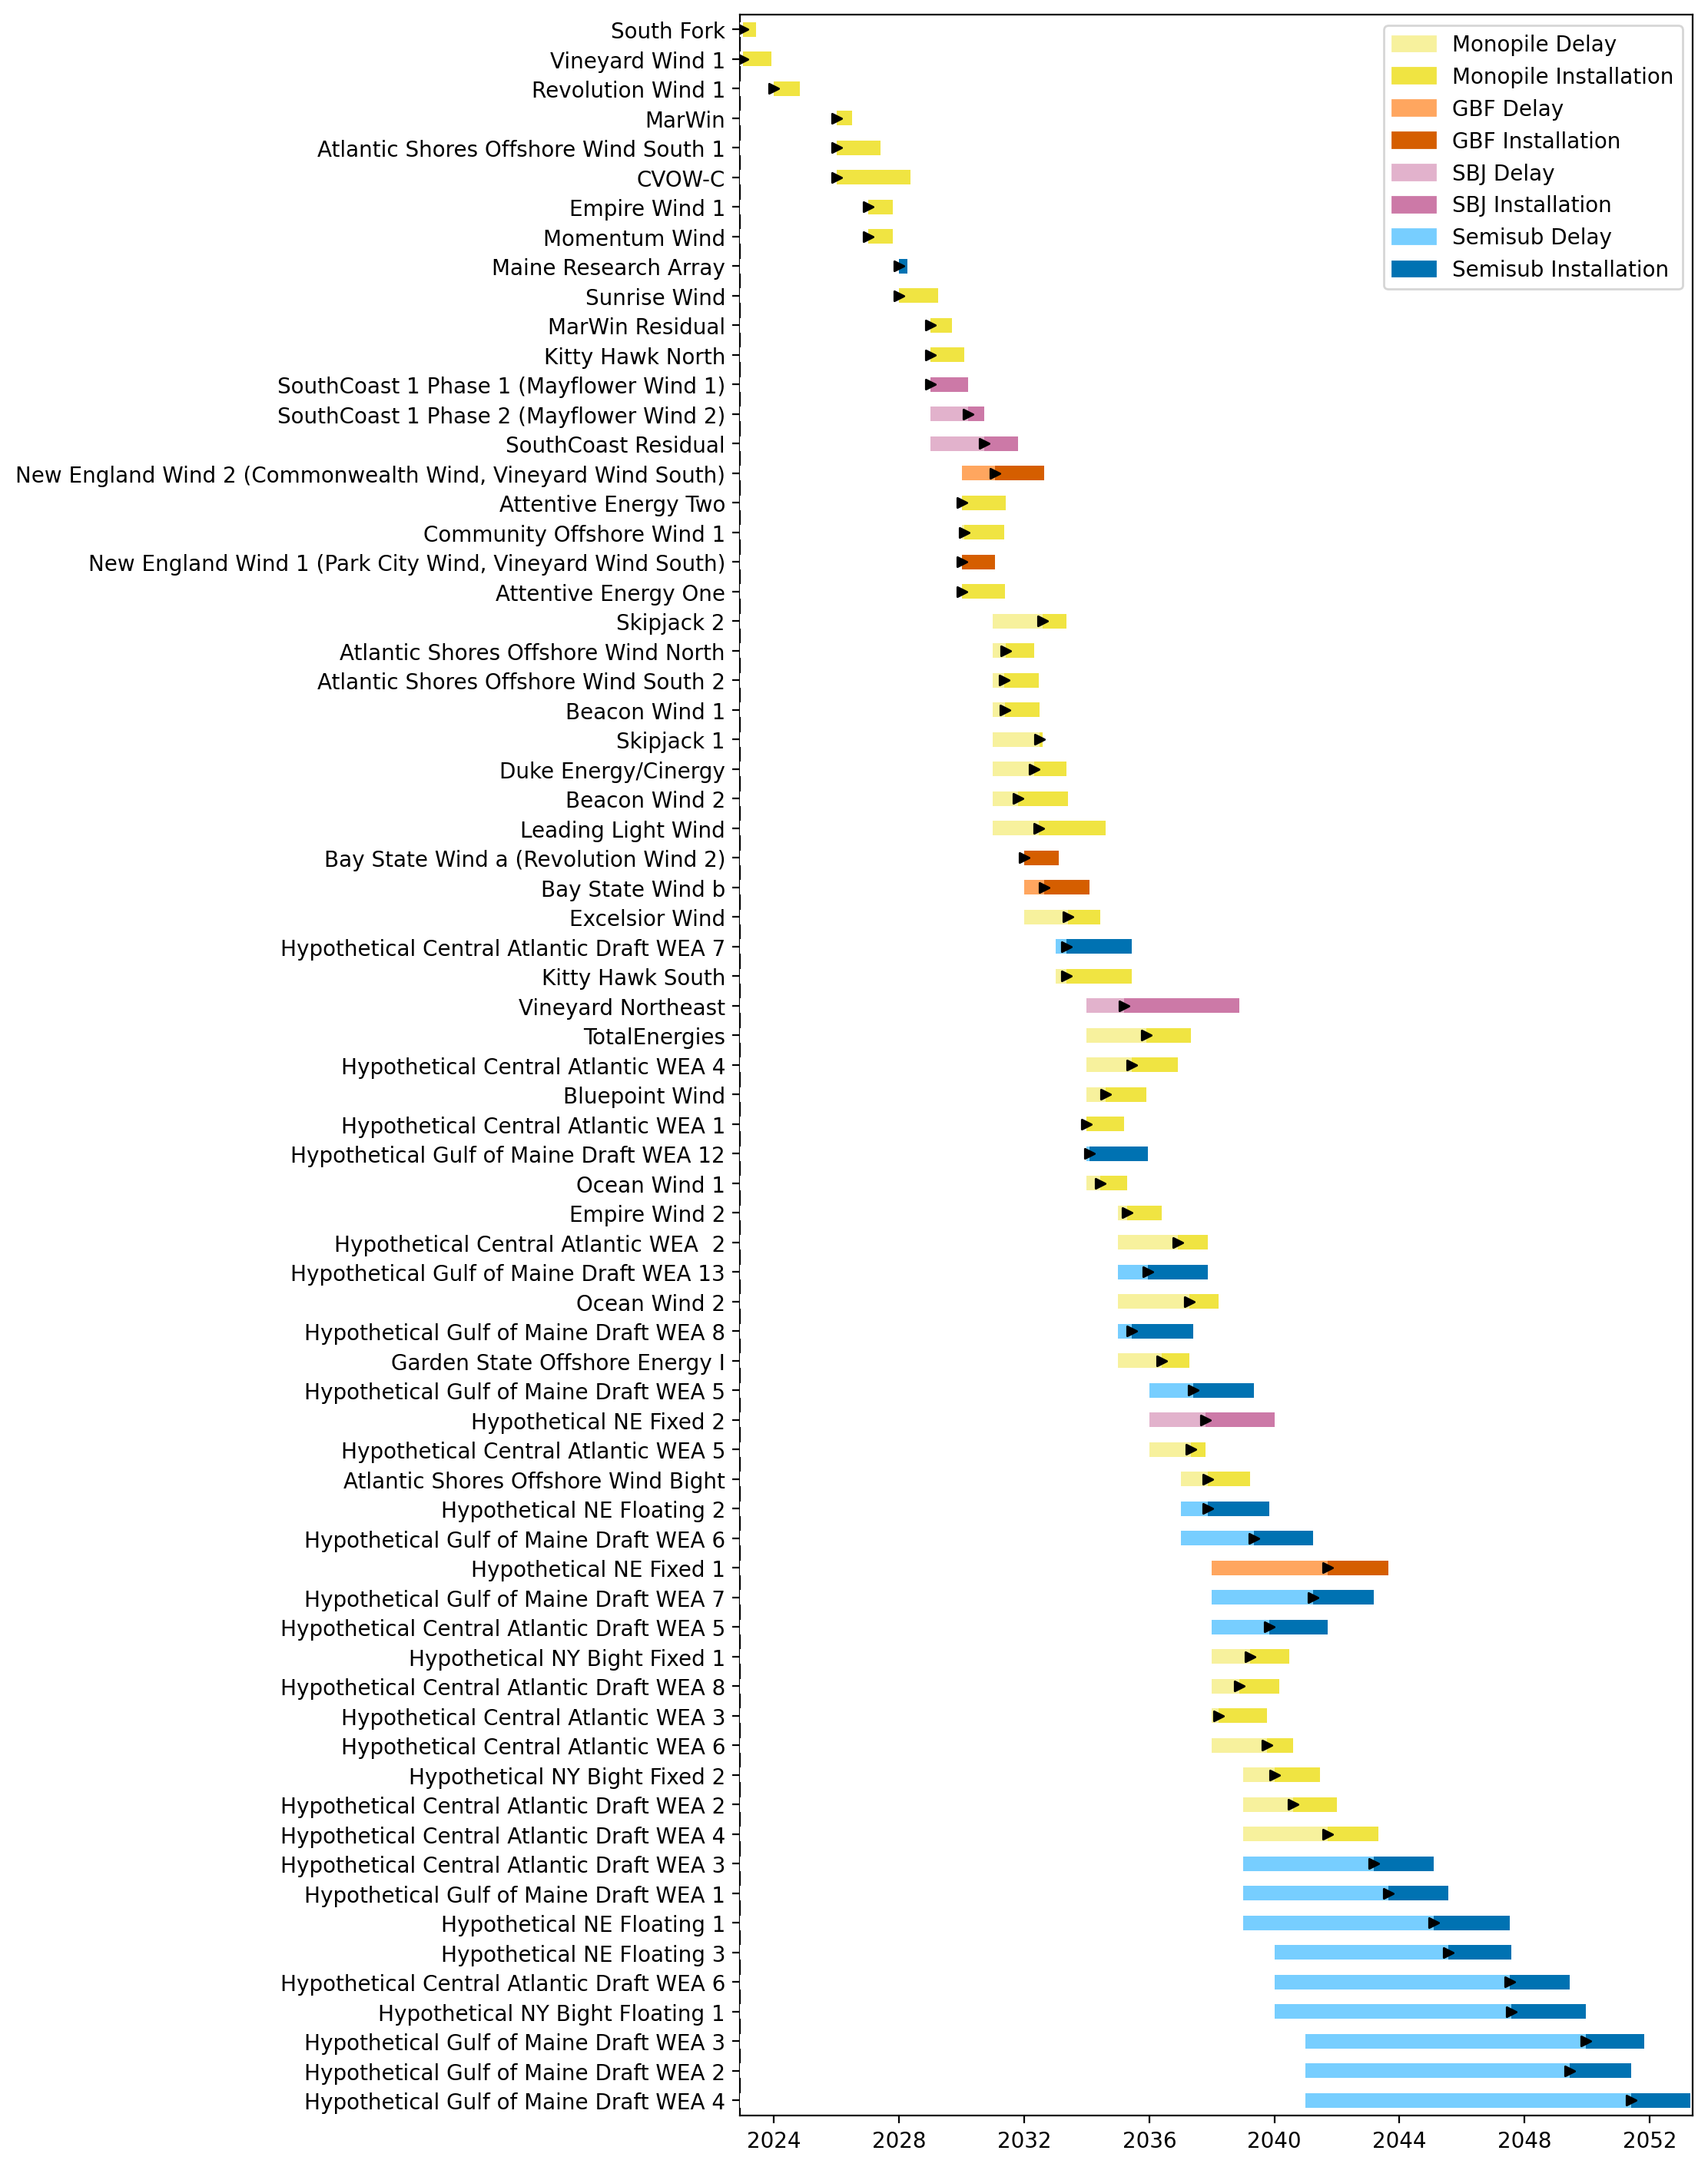 South Fork
Vineyard Wind 1
Revolution Wind 1
MarWin
Atlantic Shores Offshore Wind South 1
CVOW-C
Empire Wind 1
Momentum Wind
Maine Research Array
Sunrise Wind
MarWin Residual
Kitty Hawk North
SouthCoast 1 Phase 1 (Mayflower Wind 1)
SouthCoast 1 Phase 2 (Mayflower Wind 2)
SouthCoast Residual
New England Wind 2 (Commonwealth Wind, Vineyard Wind South)
Attentive Energy Two
Community Offshore Wind 1
New England Wind 1 (Park City Wind, Vineyard Wind South)
Attentive Energy One
Skipjack 2
Atlantic Shores Offshore Wind North
Atlantic Shores Offshore Wind South 2
Beacon Wind 1
Skipjack 1
Duke Energy/Cinergy
Beacon Wind 2
Leading Light Wind
Bay State Wind a (Revolution Wind 2)
Bay State Wind b
Excelsior Wind
Hypothetical Central Atlantic Draft WEA 7
Kitty Hawk South
Vineyard Northeast
TotalEnergies
Hypothetical Central Atlantic WEA 4
Bluepoint Wind
Hypothetical Central Atlantic WEA 1
Hypothetical Gulf of Maine Draft WEA 12
Ocean Wind 1
Empire Wind 2
Hypothetical Central Atlantic WEA  2
Hypothetical Gulf of Maine Draft WEA 13
Ocean Wind 2
Hypothetical Gulf of Maine Draft WEA 8
Garden State Offshore Energy I
Hypothetical Gulf of Maine Draft WEA 5
Hypothetical NE Fixed 2
Hypothetical Central Atlantic WEA 5
Atlantic Shores Offshore Wind Bight
Hypothetical NE Floating 2
Hypothetical Gulf of Maine Draft WEA 6
Hypothetical NE Fixed 1
Hypothetical Gulf of Maine Draft WEA 7
Hypothetical Central Atlantic Draft WEA 5
Hypothetical NY Bight Fixed 1
Hypothetical Central Atlantic Draft WEA 8
Hypothetical Central Atlantic WEA 3
Hypothetical Central Atlantic WEA 6
Hypothetical NY Bight Fixed 2
Hypothetical Central Atlantic Draft WEA 2
Hypothetical Central Atlantic Draft WEA 4
Hypothetical Central Atlantic Draft WEA 3
Hypothetical Gulf of Maine Draft WEA 1
Hypothetical NE Floating 1
Hypothetical NE Floating 3
Hypothetical Central Atlantic Draft WEA 6
Hypothetical NY Bight Floating 1
Hypothetical Gulf of Maine Draft WEA 3
Hypothetical Gulf of Maine Draft WEA 2
Hypothetical Gulf of Maine Draft WEA 4
Monopile Delay
Monopile Installation
GBF Delay
GBF Installation
SBJ Delay
SBJ Installation
Semisub Delay
Semisub Installation
2024 2028 2032 2036 2040 2044 2048 2052